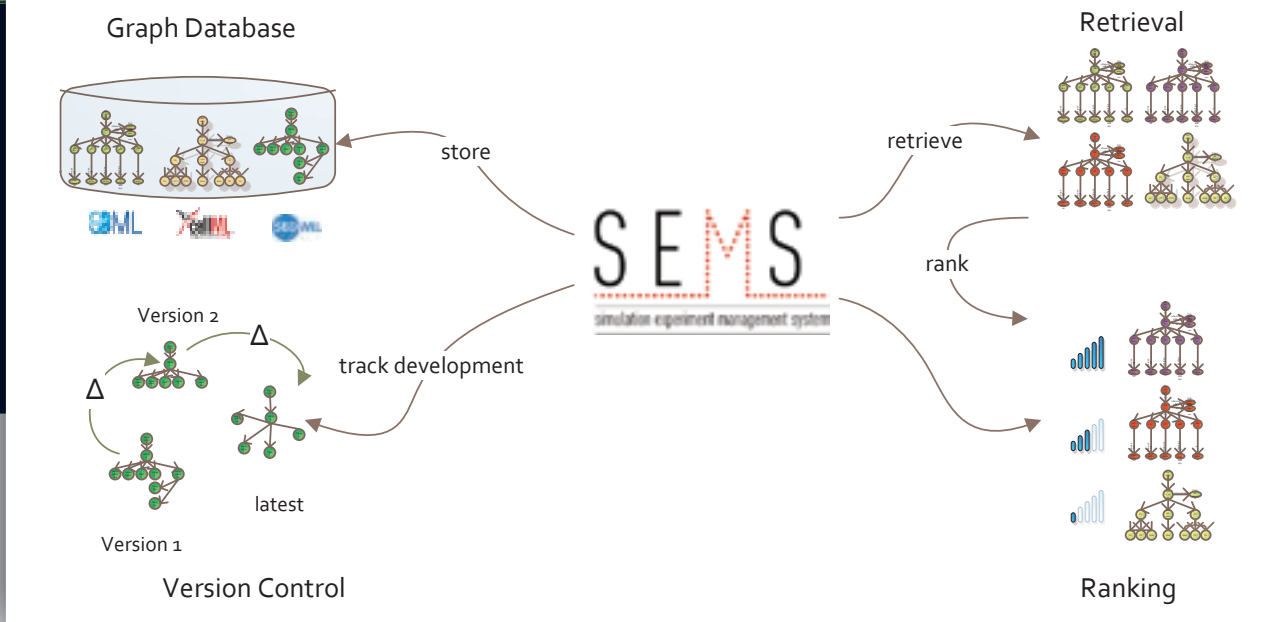 Graph Database
Retrieval
store
retrieve
SBML
CellML
SEMS
simulation experiment management system
rank
Version 2
Δ
track development
Δ
latest
Version 1
Version Control
Ranking